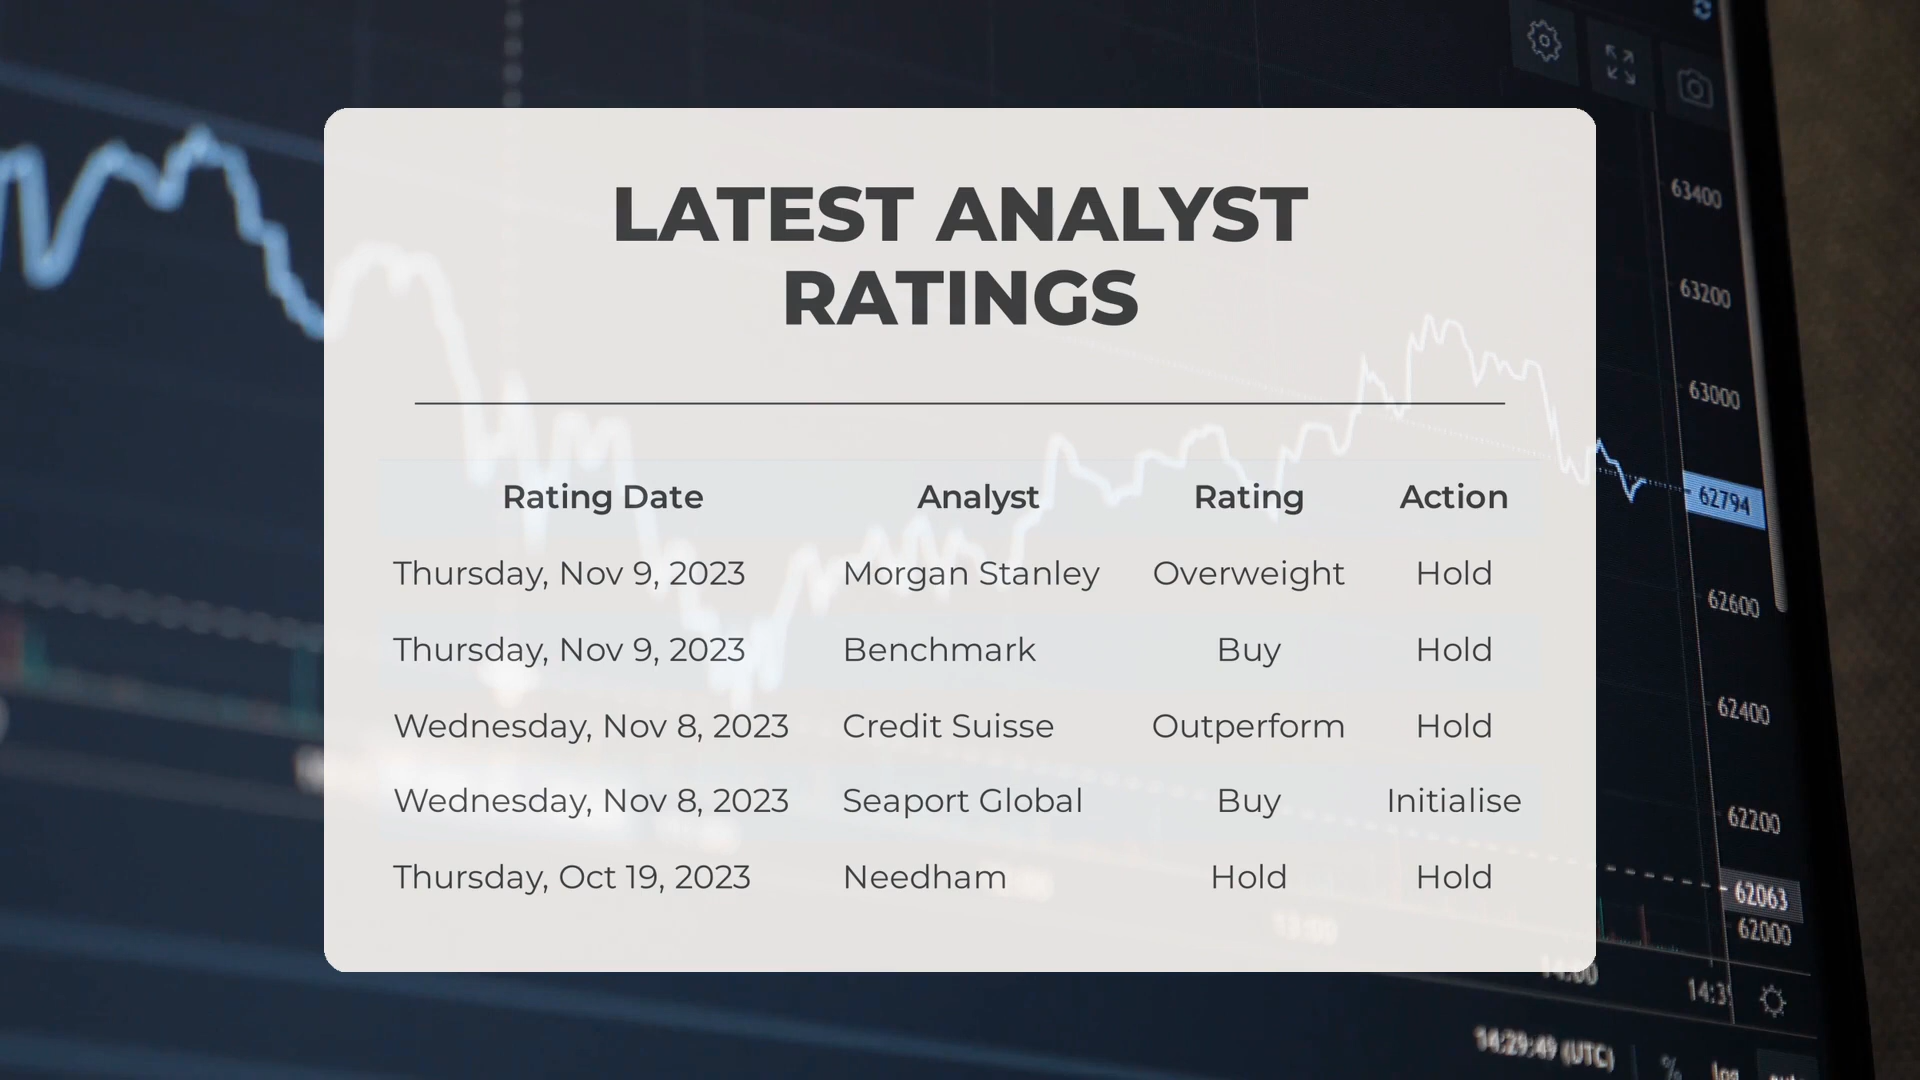 LATEST ANALYST
RATINGS
Rating Date Analyst Rating Action
Thursday, Nov 9, 2023 Morgan Stanley Overweight Hold
Thursday, Nov 9, 2023 Benchmark Buy Hold
Wednesday, Nov 8, 2023 Credit Suisse Outperform Hold
Wednesday, Nov 8, 2023 Seaport Global Buy Initialise
Thursday, Oct 19, 2023 Needham Hold Hold
63400
63200
63000
62794
62600
62400
62200
62063
62000
14:29:49 (UTC)
%
log